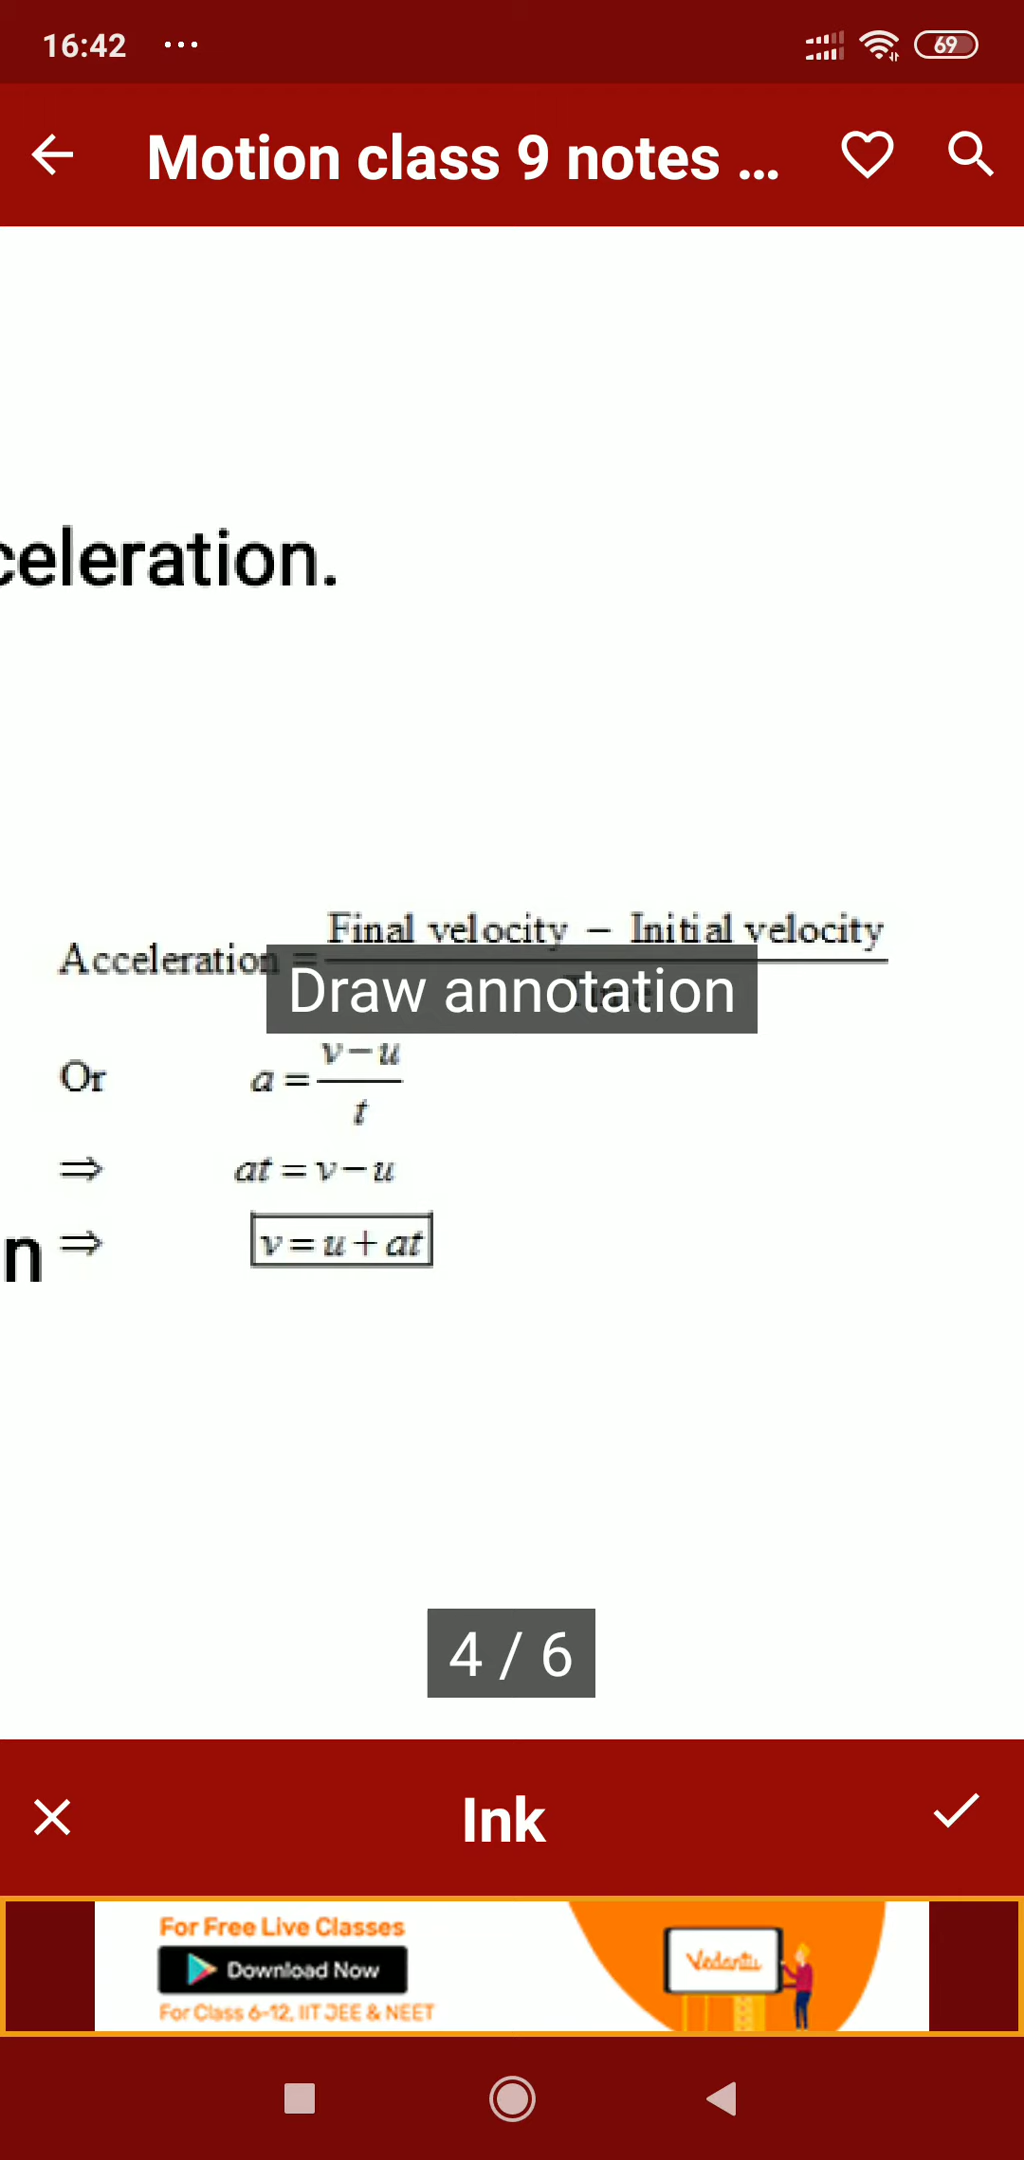 16:42 ... 69
Motion class 9 notes ...
celeration.
Final velocity − Initial velocity
Acceleration =
Draw annotation
Or a = v−u / t
⇒ at = v−u
n ⇒ v = u + at
4 / 6
Ink
For Free Live Classes
Download Now
Vedantu
For Class 6-12, IIT JEE & NEET